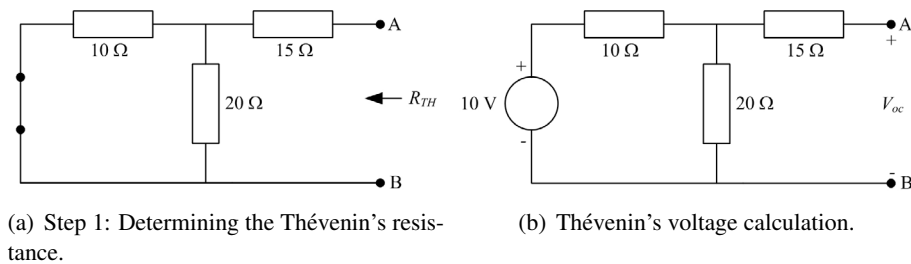 10 Ω
15 Ω
A
20 Ω
R_TH
B
(a) Step 1: Determining the Thévenin's resis-
tance.
10 Ω
15 Ω
A
+
+
10 V
20 Ω
V_oc
-
-
B
(b) Thévenin's voltage calculation.